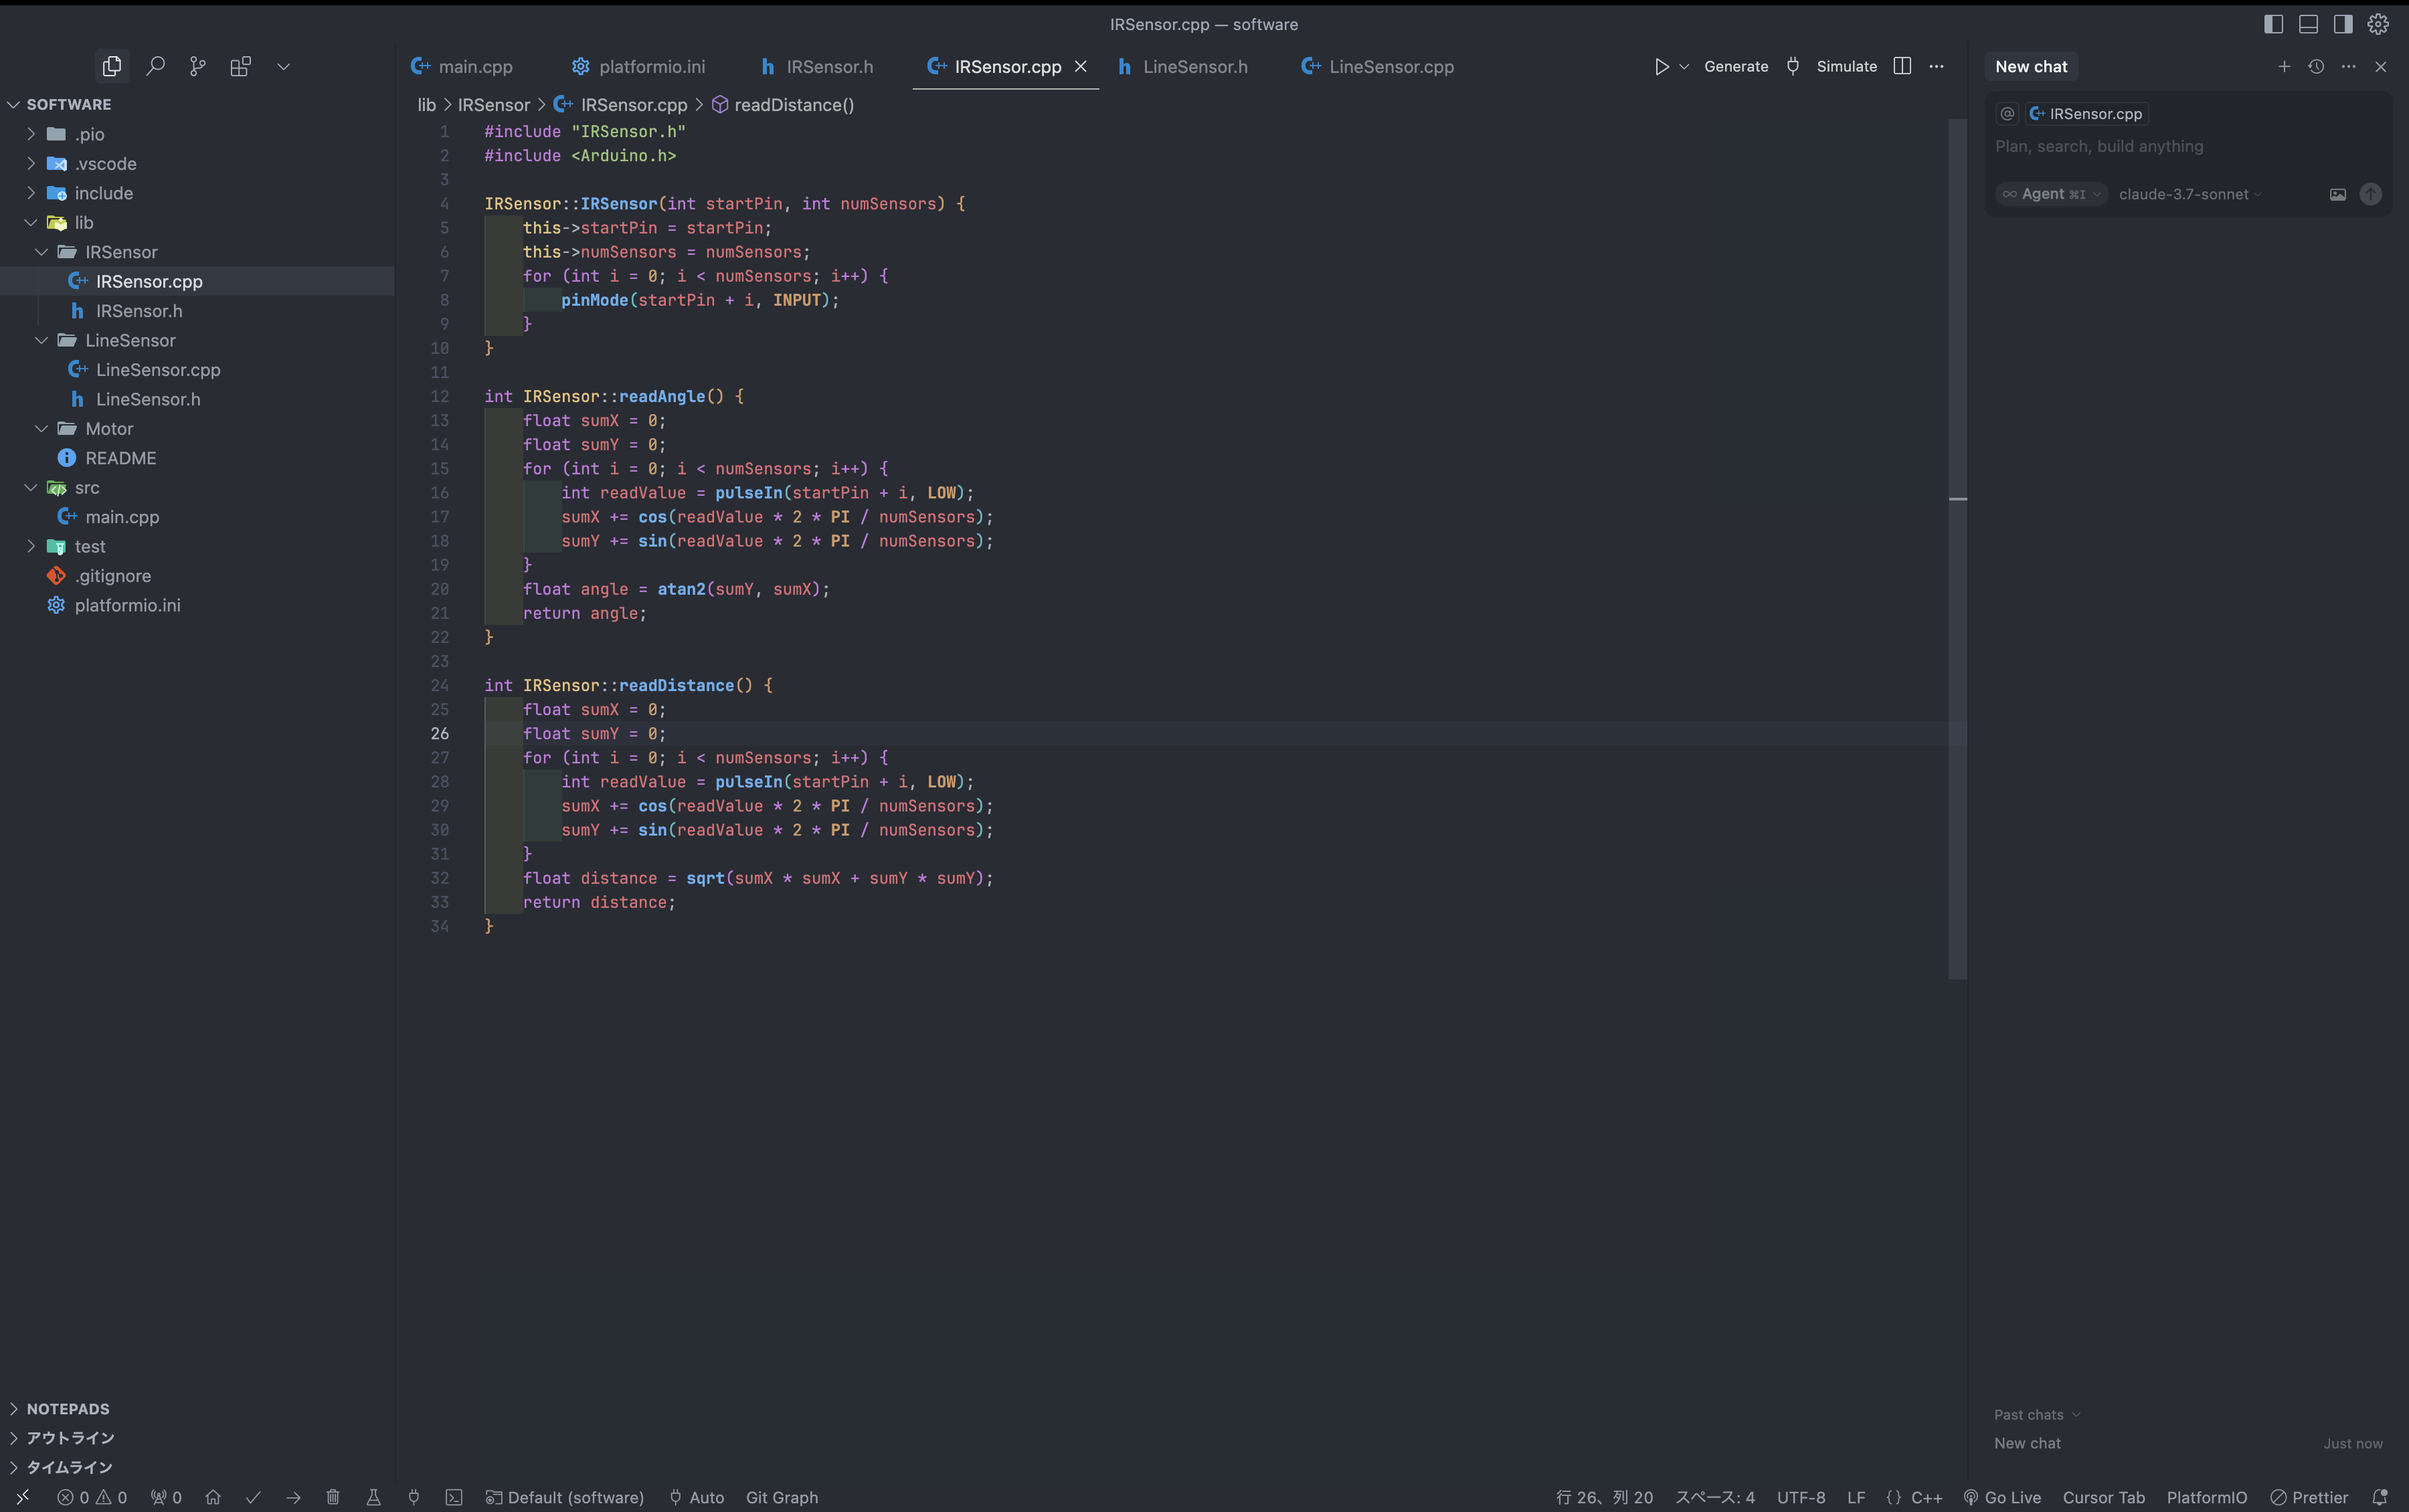 IRSensor.cpp — software
main.cpp
platformio.ini
IRSensor.h
IRSensor.cpp
LineSensor.h
LineSensor.cpp
Generate
Simulate
SOFTWARE
.pio
.vscode
include
lib
IRSensor
IRSensor.cpp
IRSensor.h
LineSensor
LineSensor.cpp
LineSensor.h
Motor
README
src
main.cpp
test
.gitignore
platformio.ini
NOTEPADS
アウトライン
タイムライン
lib > IRSensor > IRSensor.cpp > readDistance()
1 #include "IRSensor.h"
2 #include <Arduino.h>
3
4 IRSensor::IRSensor(int startPin, int numSensors) {
5     this->startPin = startPin;
6     this->numSensors = numSensors;
7     for (int i = 0; i < numSensors; i++) {
8         pinMode(startPin + i, INPUT);
9     }
10 }
11
12 int IRSensor::readAngle() {
13     float sumX = 0;
14     float sumY = 0;
15     for (int i = 0; i < numSensors; i++) {
16         int readValue = pulseIn(startPin + i, LOW);
17         sumX += cos(readValue * 2 * PI / numSensors);
18         sumY += sin(readValue * 2 * PI / numSensors);
19     }
20     float angle = atan2(sumY, sumX);
21     return angle;
22 }
23
24 int IRSensor::readDistance() {
25     float sumX = 0;
26     float sumY = 0;
27     for (int i = 0; i < numSensors; i++) {
28         int readValue = pulseIn(startPin + i, LOW);
29         sumX += cos(readValue * 2 * PI / numSensors);
30         sumY += sin(readValue * 2 * PI / numSensors);
31     }
32     float distance = sqrt(sumX * sumX + sumY * sumY);
33     return distance;
34 }
New chat
@ IRSensor.cpp
Plan, search, build anything
∞ Agent ⌘I claude-3.7-sonnet
Past chats
New chat Just now
0 0 0 Default (software) Auto Git Graph
行 26、列 20 スペース: 4 UTF-8 LF {} C++ Go Live Cursor Tab PlatformIO Prettier